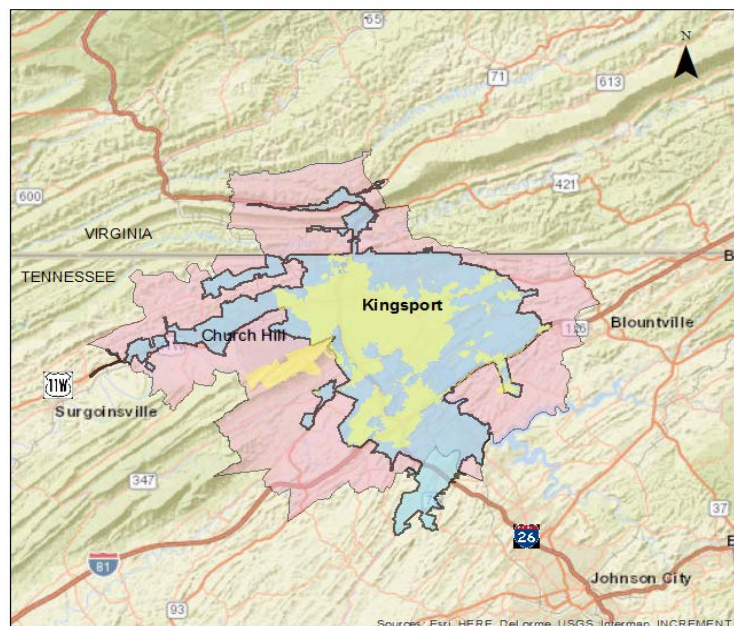 65
N
71
613
600
421
VIRGINIA
TENNESSEE
B
Kingsport
Church Hill
126
Blountville
11W
Surgoinsville
347
37
26
81
E
Johnson City
93
Sources: Esri, HERE, DeLorme, USGS, Intermap, INCREMENT